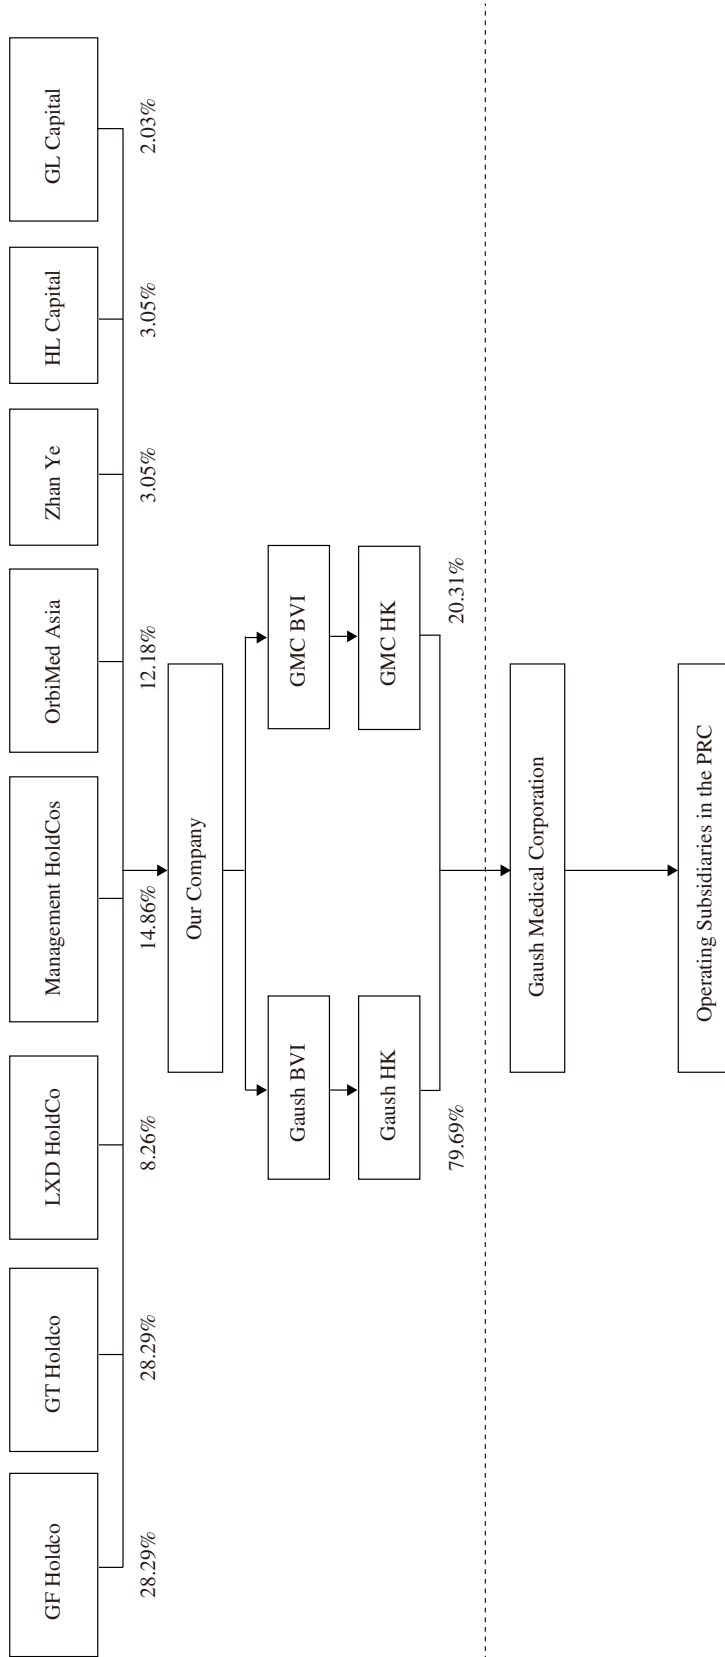 GF Holdco
GT Holdco
LXD HoldCo
Management HoldCos
OrbiMed Asia
Zhan Ye
HL Capital
GL Capital
28.29%
28.29%
8.26%
14.86%
12.18%
3.05%
3.05%
2.03%
Our Company
Gaush BVI
GMC BVI
Gaush HK
GMC HK
79.69%
20.31%
Gaush Medical Corporation
Operating Subsidiaries in the PRC